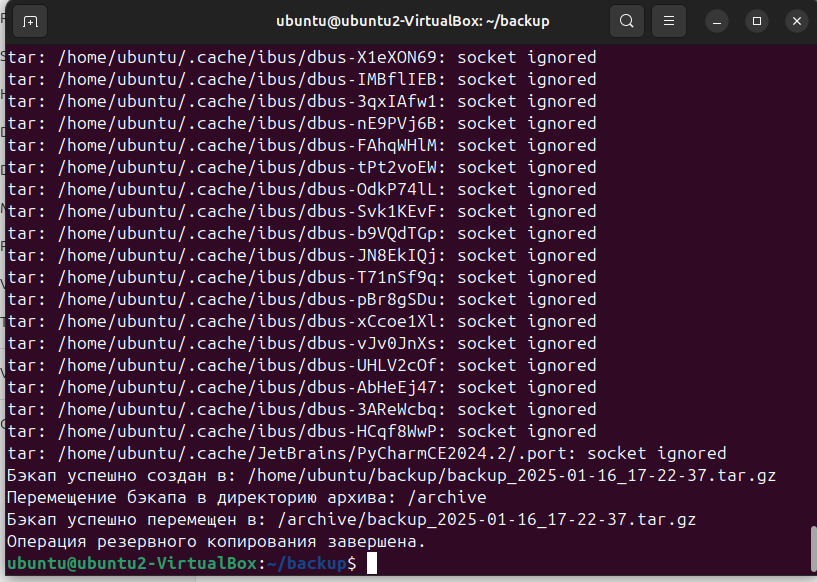 ubuntu@ubuntu2-VirtualBox: ~/backup
tar: /home/ubuntu/.cache/ibus/dbus-X1eXON69: socket ignored
tar: /home/ubuntu/.cache/ibus/dbus-IMBflIEB: socket ignored
tar: /home/ubuntu/.cache/ibus/dbus-3qxIAfw1: socket ignored
tar: /home/ubuntu/.cache/ibus/dbus-nE9PVj6B: socket ignored
tar: /home/ubuntu/.cache/ibus/dbus-FAhqWHlM: socket ignored
tar: /home/ubuntu/.cache/ibus/dbus-tPt2voEW: socket ignored
tar: /home/ubuntu/.cache/ibus/dbus-OdkP74lL: socket ignored
tar: /home/ubuntu/.cache/ibus/dbus-Svk1KEvF: socket ignored
tar: /home/ubuntu/.cache/ibus/dbus-b9VQdTGp: socket ignored
tar: /home/ubuntu/.cache/ibus/dbus-JN8EkIQj: socket ignored
tar: /home/ubuntu/.cache/ibus/dbus-T71nSf9q: socket ignored
tar: /home/ubuntu/.cache/ibus/dbus-pBr8gSDu: socket ignored
tar: /home/ubuntu/.cache/ibus/dbus-xCcoe1Xl: socket ignored
tar: /home/ubuntu/.cache/ibus/dbus-vJv0JnXs: socket ignored
tar: /home/ubuntu/.cache/ibus/dbus-UHLV2cOf: socket ignored
tar: /home/ubuntu/.cache/ibus/dbus-AbHeEj47: socket ignored
tar: /home/ubuntu/.cache/ibus/dbus-3AReWcbq: socket ignored
tar: /home/ubuntu/.cache/ibus/dbus-HCqf8WwP: socket ignored
tar: /home/ubuntu/.cache/JetBrains/PyCharmCE2024.2/.port: socket ignored
Бэкап успешно создан в: /home/ubuntu/backup/backup_2025-01-16_17-22-37.tar.gz
Перемещение бэкапа в директорию архива: /archive
Бэкап успешно перемещен в: /archive/backup_2025-01-16_17-22-37.tar.gz
Операция резервного копирования завершена.
ubuntu@ubuntu2-VirtualBox:~/backup$